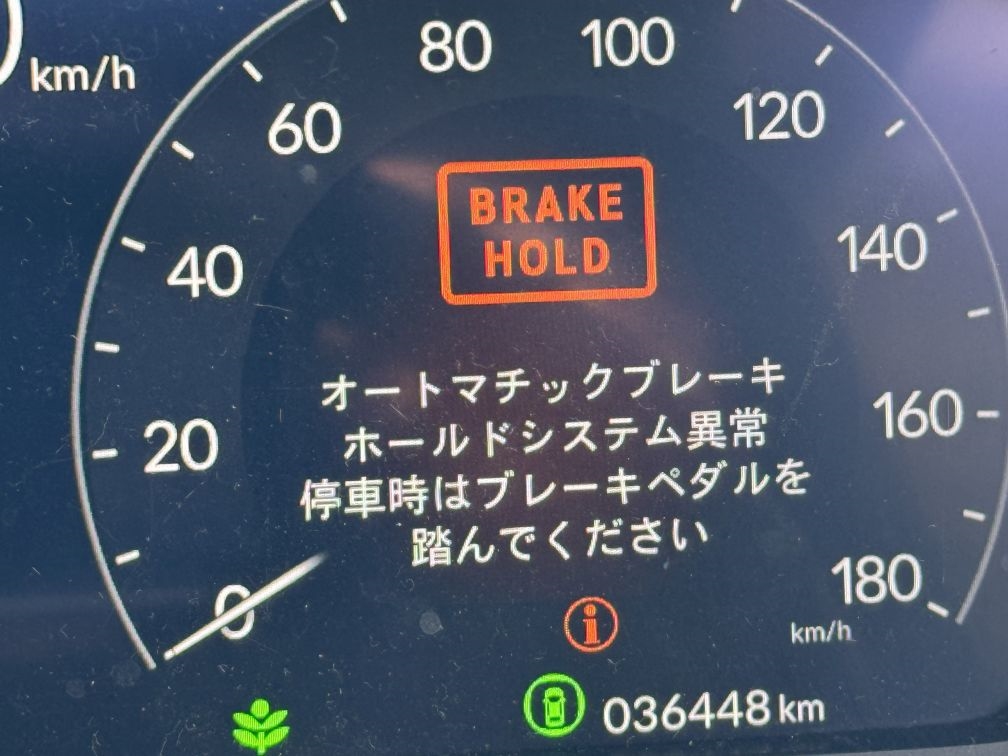 km/h
80
100
60
120
BRAKE
HOLD
40
140
オートマチックブレーキ
ホールドシステム異常
20
160
停車時はブレーキペダルを
踏んでください
0
180
km/h
i
036448 km